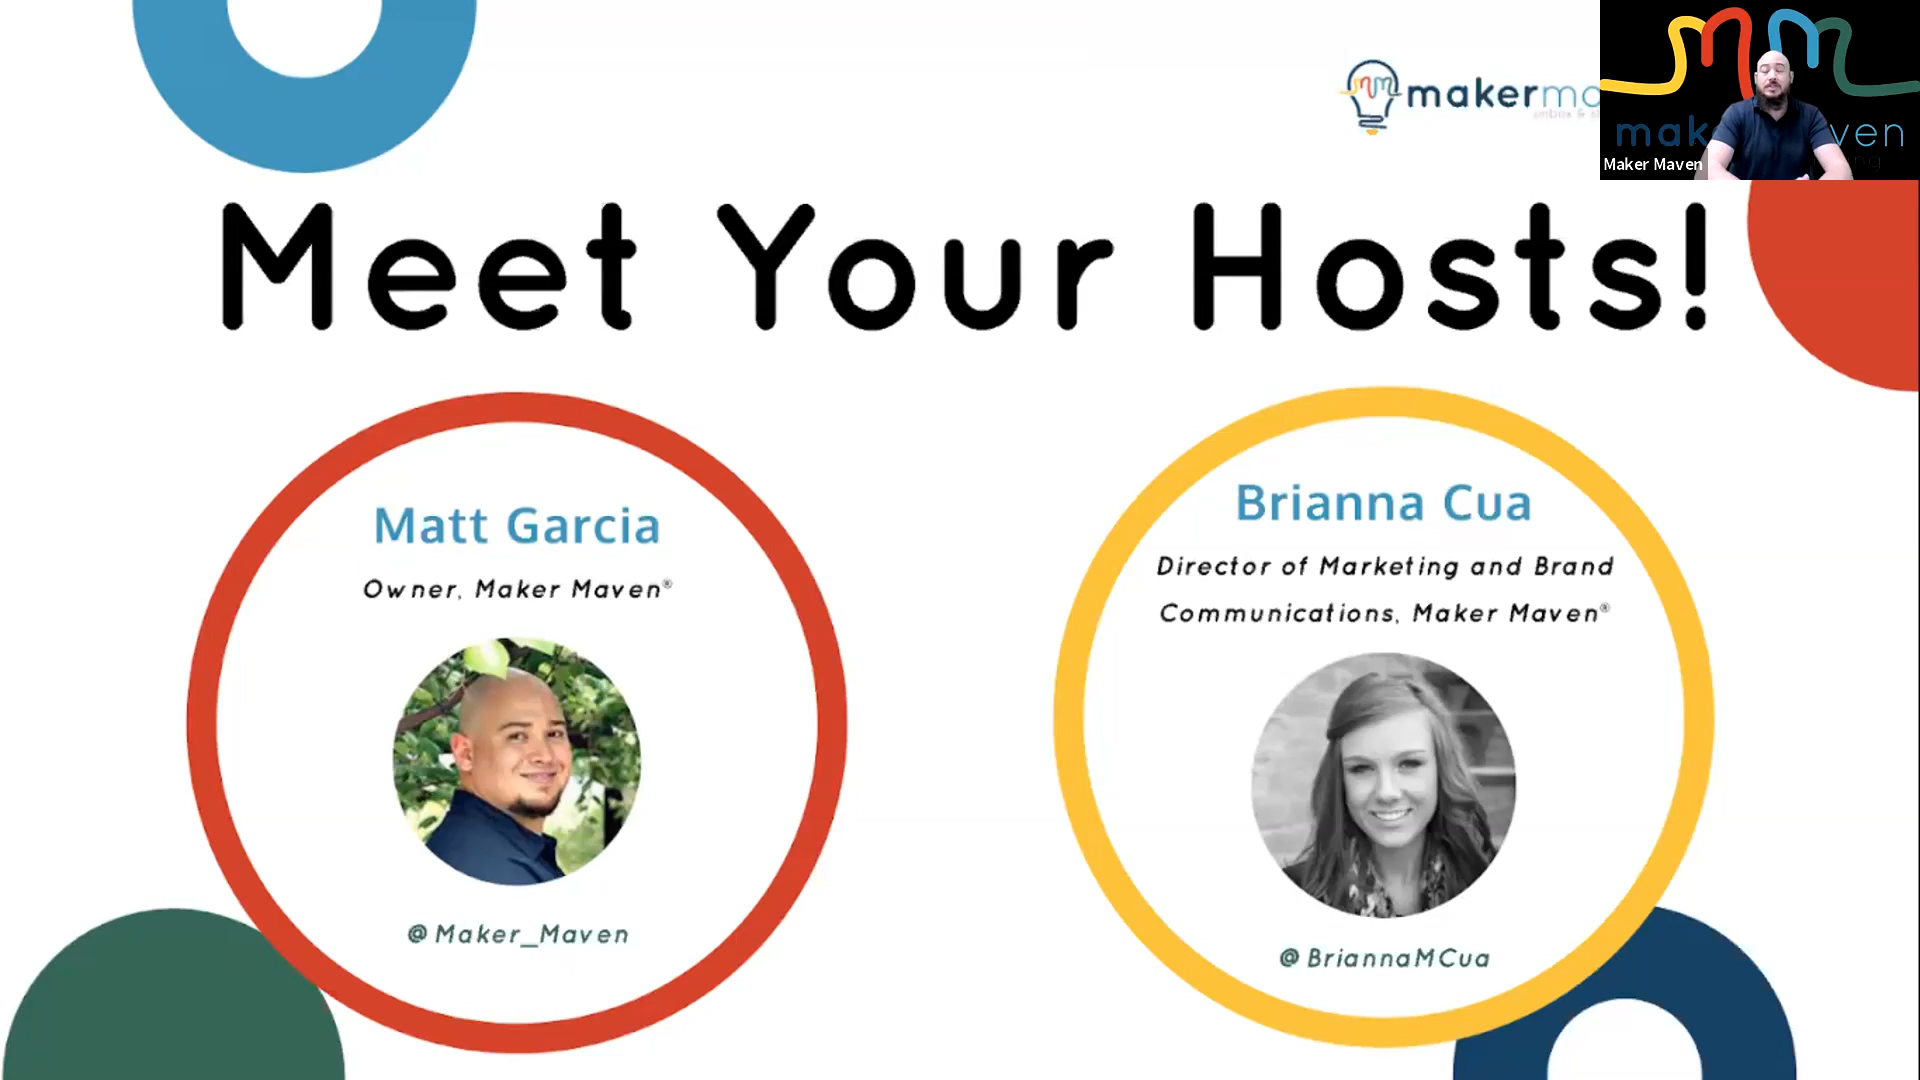 makerma
Maker Maven
Meet Your Hosts!
Matt Garcia
Owner, Maker Maven®
@Maker_Maven
Brianna Cua
Director of Marketing and Brand
Communications, Maker Maven®
@BriannaMCua